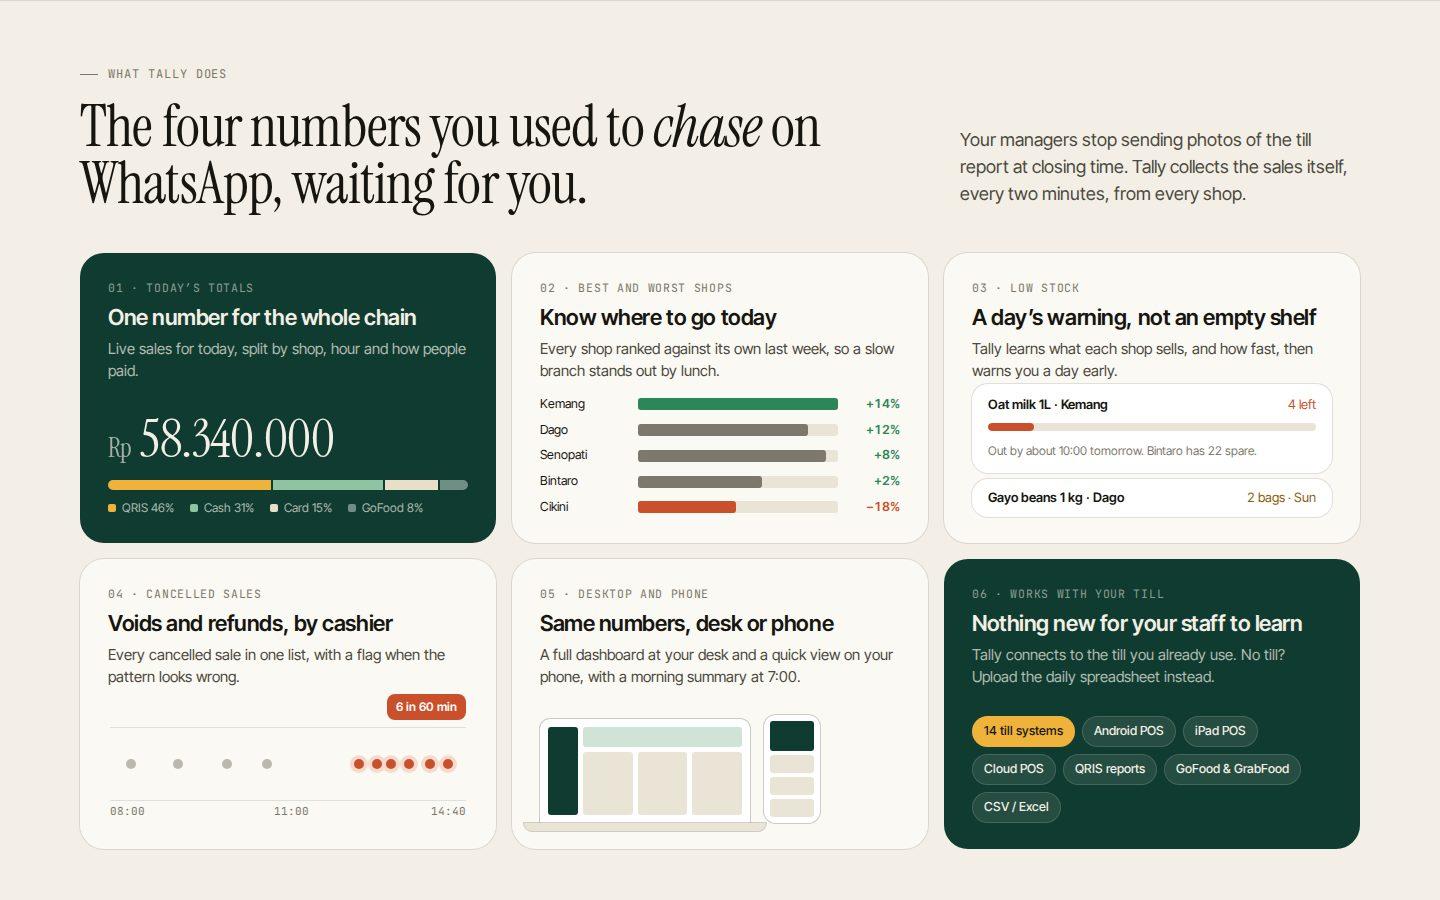 WHAT TALLY DOES
The four numbers you used to chase on
WhatsApp, waiting for you.
Your managers stop sending photos of the till
report at closing time. Tally collects the sales itself,
every two minutes, from every shop.
01 · TODAY’S TOTALS
One number for the whole chain
Live sales for today, split by shop, hour and how people
paid.
Rp 58.340.000
QRIS 46% Cash 31% Card 15% GoFood 8%
02 · BEST AND WORST SHOPS
Know where to go today
Every shop ranked against its own last week, so a slow
branch stands out by lunch.
Kemang +14%
Dago +12%
Senopati +8%
Bintaro +2%
Cikini −18%
03 · LOW STOCK
A day’s warning, not an empty shelf
Tally learns what each shop sells, and how fast, then
warns you a day early.
Oat milk 1L · Kemang 4 left
Out by about 10:00 tomorrow. Bintaro has 22 spare.
Gayo beans 1 kg · Dago 2 bags · Sun
04 · CANCELLED SALES
Voids and refunds, by cashier
Every cancelled sale in one list, with a flag when the
pattern looks wrong.
6 in 60 min
08:00 11:00 14:40
05 · DESKTOP AND PHONE
Same numbers, desk or phone
A full dashboard at your desk and a quick view on your
phone, with a morning summary at 7:00.
06 · WORKS WITH YOUR TILL
Nothing new for your staff to learn
Tally connects to the till you already use. No till?
Upload the daily spreadsheet instead.
14 till systems Android POS iPad POS
Cloud POS QRIS reports GoFood & GrabFood
CSV / Excel